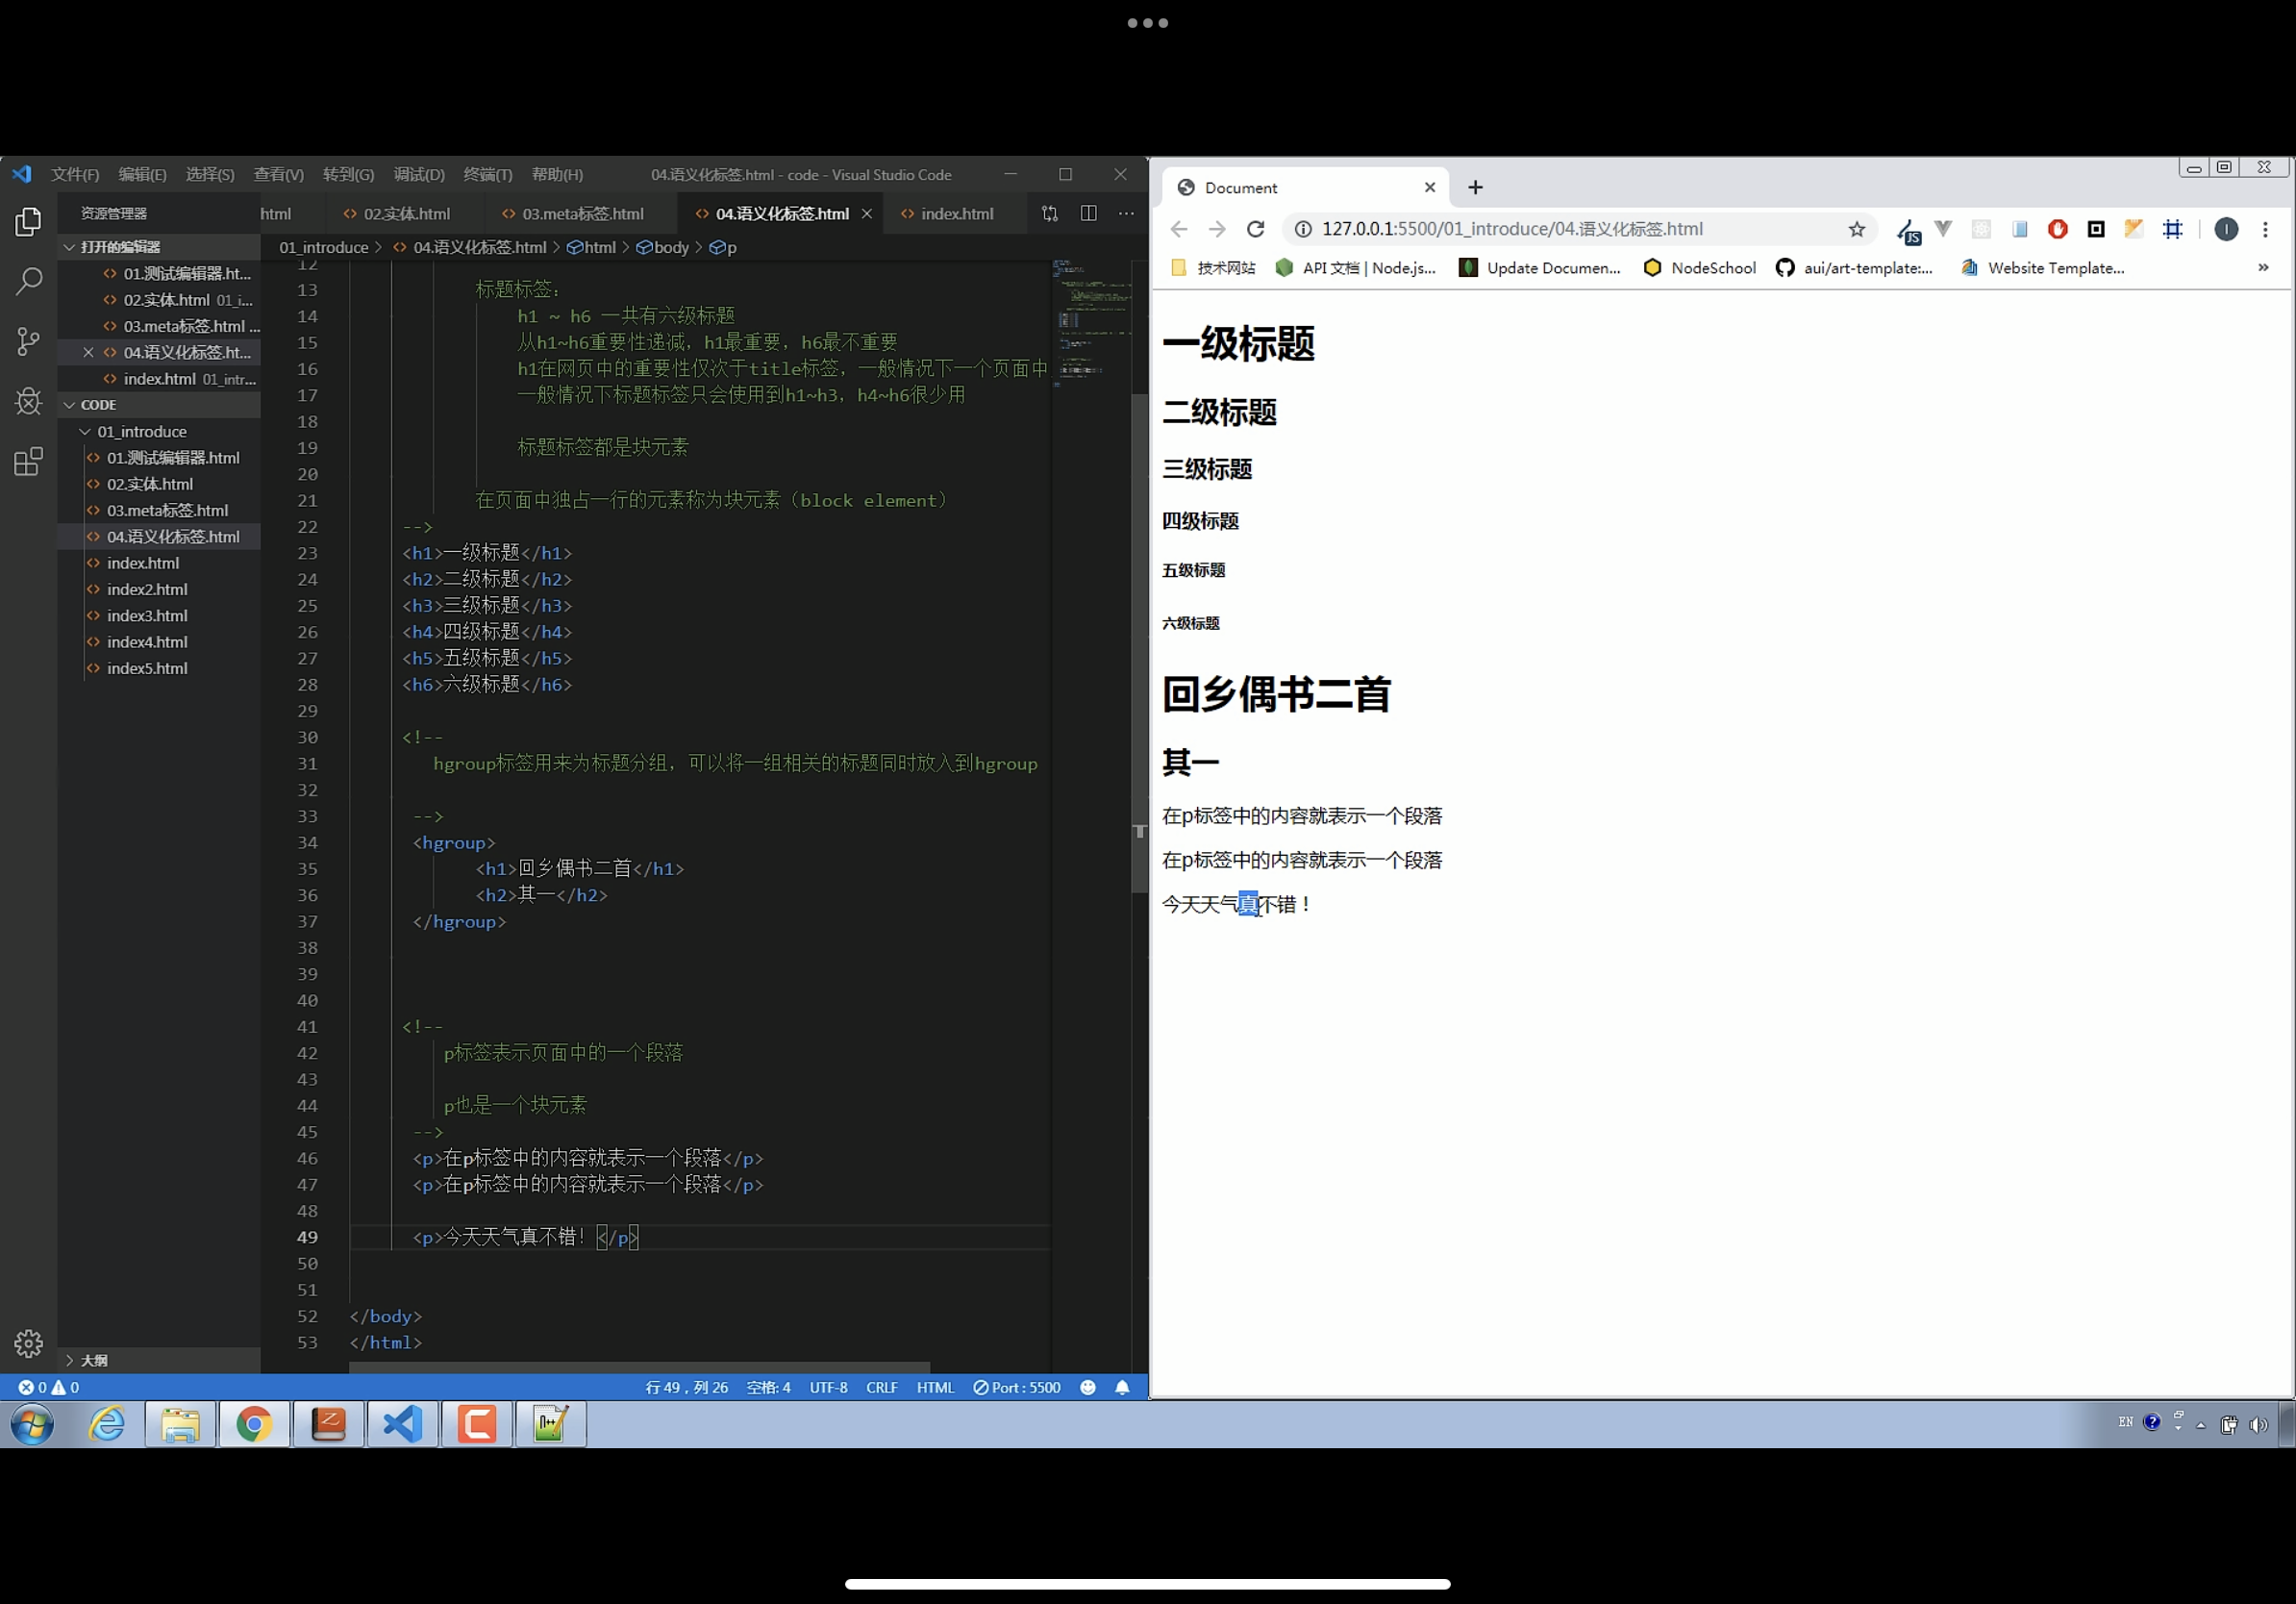 文件(F) 编辑(E) 选择(S) 查看(V) 转到(G) 调试(D) 终端(T) 帮助(H) 04.语义化标签.html - code - Visual Studio Code
资源管理器
html 02.实体.html 03.meta标签.html 04.语义化标签.html index.html
打开的编辑器
01.测试编辑器.ht...
02.实体.html 01_i...
03.meta标签.html ...
04.语义化标签.ht...
index.html 01_intr...
CODE
01_introduce
01.测试编辑器.html
02.实体.html
03.meta标签.html
04.语义化标签.html
index.html
index2.html
index3.html
index4.html
index5.html
大纲
01_introduce > 04.语义化标签.html > html > body > p
12
13 标题标签：
14 h1 ~ h6 一共有六级标题
15 从h1~h6重要性递减，h1最重要，h6最不重要
16 h1在网页中的重要性仅次于title标签，一般情况下一个页面中
17 一般情况下标题标签只会使用到h1~h3，h4~h6很少用
18
19 标题标签都是块元素
20
21 在页面中独占一行的元素称为块元素（block element）
22 -->
23 <h1>一级标题</h1>
24 <h2>二级标题</h2>
25 <h3>三级标题</h3>
26 <h4>四级标题</h4>
27 <h5>五级标题</h5>
28 <h6>六级标题</h6>
29
30 <!--
31 hgroup标签用来为标题分组，可以将一组相关的标题同时放入到hgroup
32
33 -->
34 <hgroup>
35 <h1>回乡偶书二首</h1>
36 <h2>其一</h2>
37 </hgroup>
38
39
40
41 <!--
42 p标签表示页面中的一个段落
43
44 p也是一个块元素
45 -->
46 <p>在p标签中的内容就表示一个段落</p>
47 <p>在p标签中的内容就表示一个段落</p>
48
49 <p>今天天气真不错！</p>
50
51
52 </body>
53 </html>
0 0 行 49，列 26 空格: 4 UTF-8 CRLF HTML Port : 5500
Document
127.0.0.1:5500/01_introduce/04.语义化标签.html
JS
I
技术网站 API 文档 | Node.js... Update Documen... NodeSchool aui/art-template:... Website Template... »
一级标题
二级标题
三级标题
四级标题
五级标题
六级标题
回乡偶书二首
其一
在p标签中的内容就表示一个段落
在p标签中的内容就表示一个段落
今天天气真不错！
EN